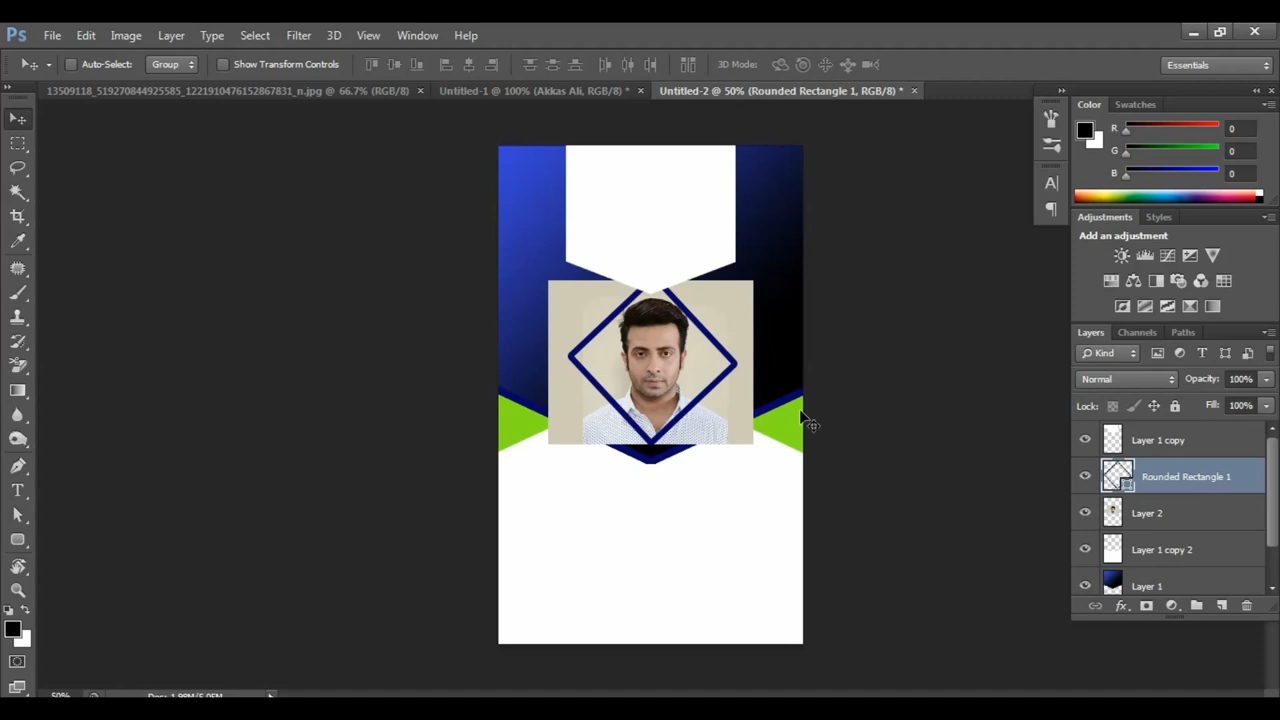 Ps File Edit Image Layer Type Select Filter 3D View Window Help
Auto-Select: Group Show Transform Controls 3D Mode: Essentials
13509118_519270844925585_1221910476152867831_n.jpg @ 66.7% (RGB/8) × Untitled-1 @ 100% (Akkas Ali, RGB/8) * × Untitled-2 @ 50% (Rounded Rectangle 1, RGB/8) * ×
Color Swatches
R 0
G 0
B 0
Adjustments Styles
Add an adjustment
Layers Channels Paths
Kind
Normal Opacity: 100%
Lock: Fill: 100%
Layer 1 copy
Rounded Rectangle 1
Layer 2
Layer 1 copy 2
Layer 1
fx
50%